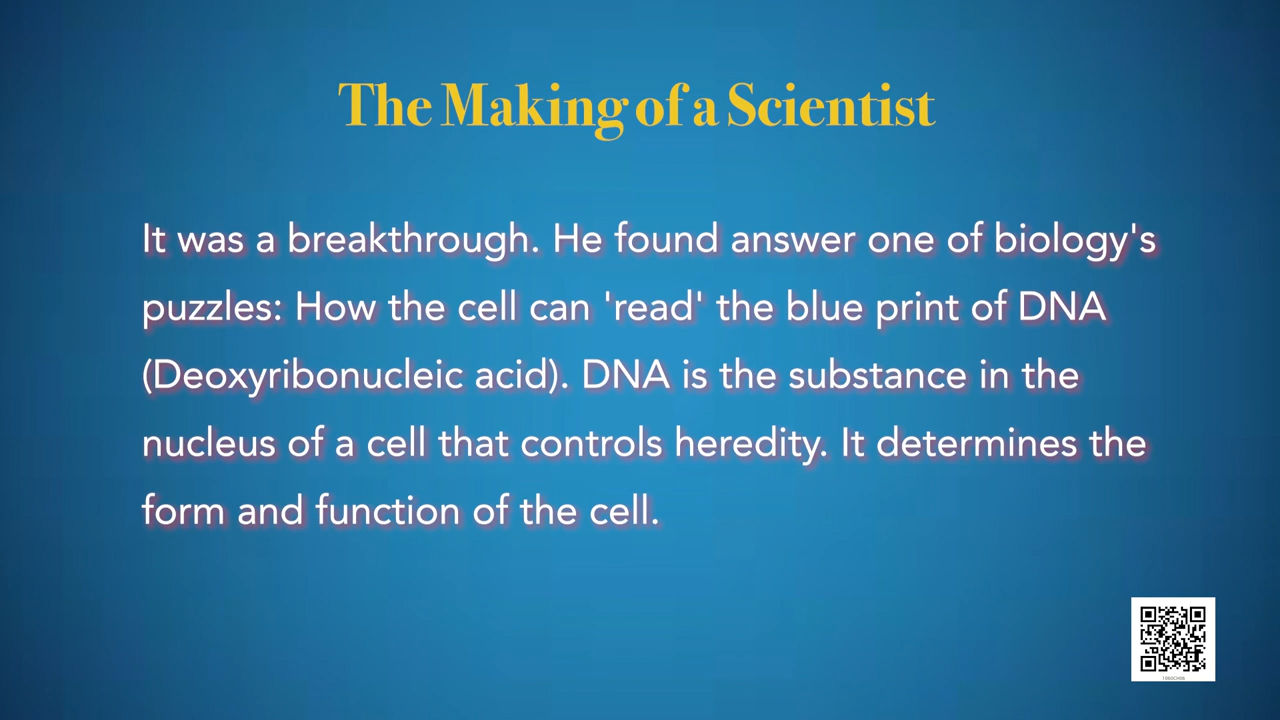 The Making of a Scientist
It was a breakthrough. He found answer one of biology's
puzzles: How the cell can 'read' the blue print of DNA
(Deoxyribonucleic acid). DNA is the substance in the
nucleus of a cell that controls heredity. It determines the
form and function of the cell.